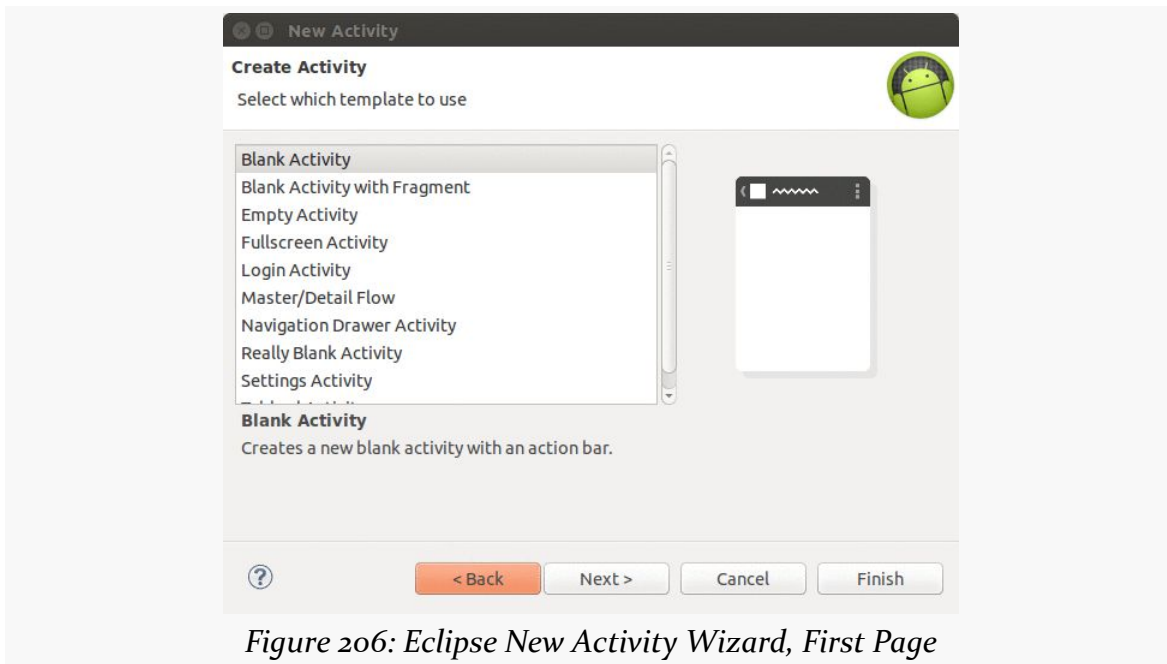 New Activity
Create Activity
Select which template to use
Blank Activity
Blank Activity with Fragment
Empty Activity
Fullscreen Activity
Login Activity
Master/Detail Flow
Navigation Drawer Activity
Really Blank Activity
Settings Activity
Blank Activity
Creates a new blank activity with an action bar.
< Back Next > Cancel Finish
Figure 206: Eclipse New Activity Wizard, First Page